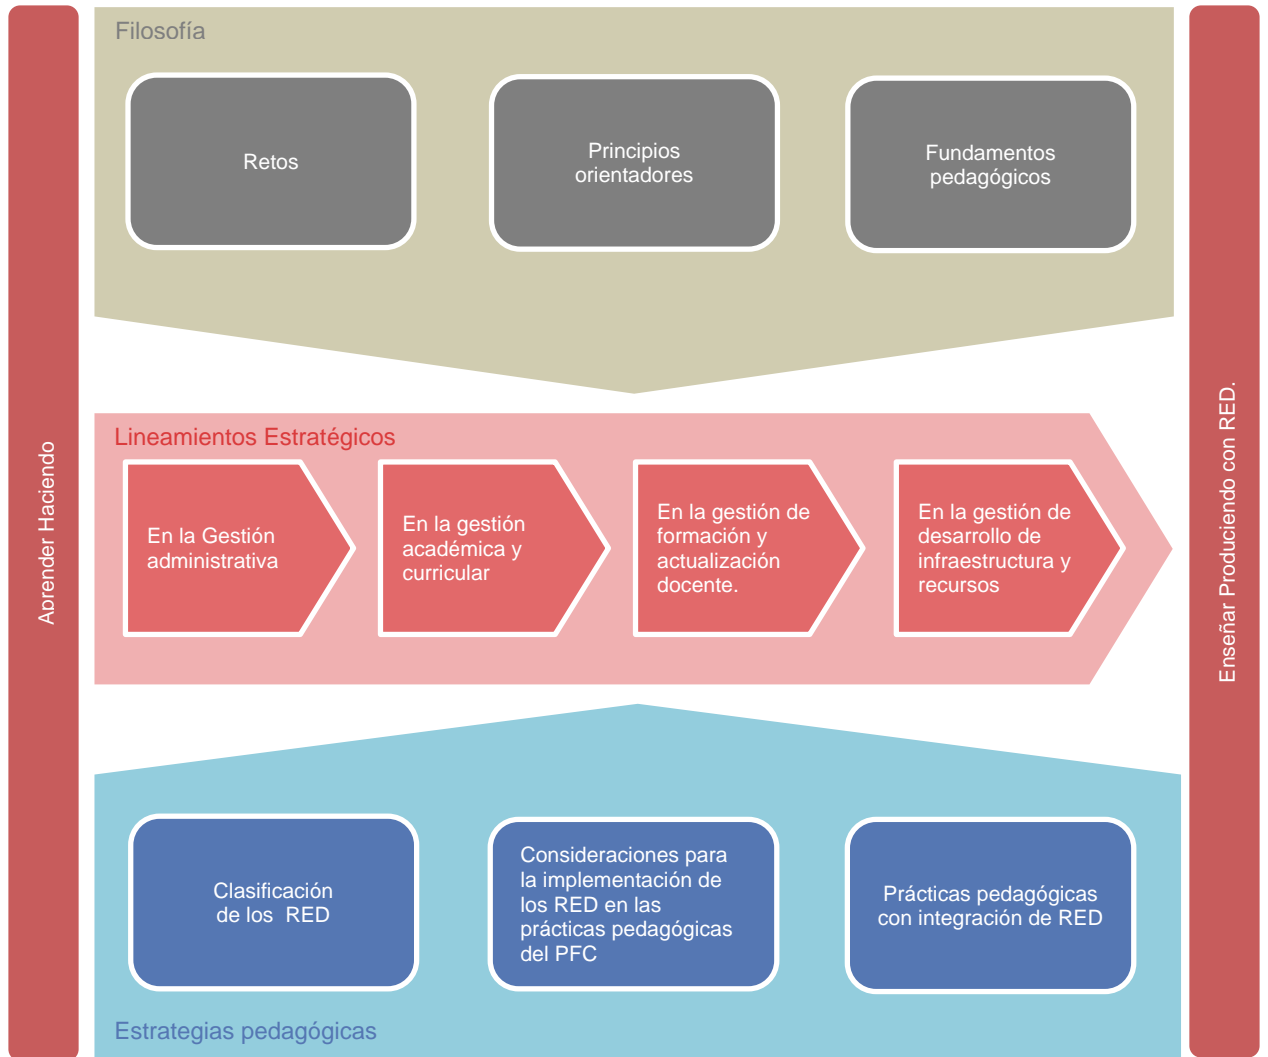 Filosofía
Retos
Principios
orientadores
Fundamentos
pedagógicos
Aprender Haciendo
Enseñar Produciendo con RED.
Lineamientos Estratégicos
En la Gestión
administrativa
En la gestión
académica y
curricular
En la gestión de
formación y
actualización
docente.
En la gestión de
desarrollo de
infraestructura y
recursos
Clasificación
de los RED
Consideraciones para
la implementación de
los RED en las
prácticas pedagógicas
del PFC
Prácticas pedagógicas
con integración de RED
Estrategias pedagógicas